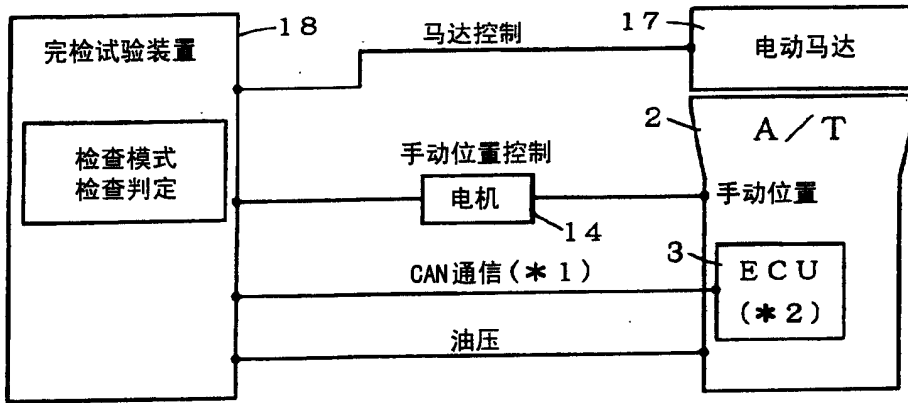 完检试验装置
18
检查模式
检查判定
马达控制
17
电动马达
2
A/T
手动位置控制
电机
14
手动位置
CAN通信(＊1)
3
ECU
(＊2)
油压